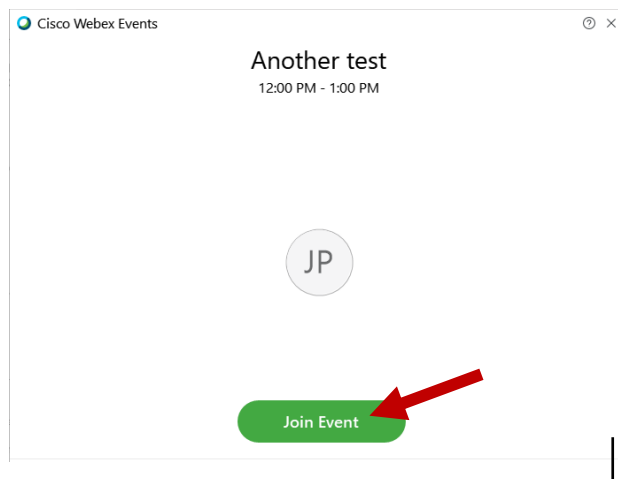 Cisco Webex Events
Another test
12:00 PM - 1:00 PM
JP
Join Event